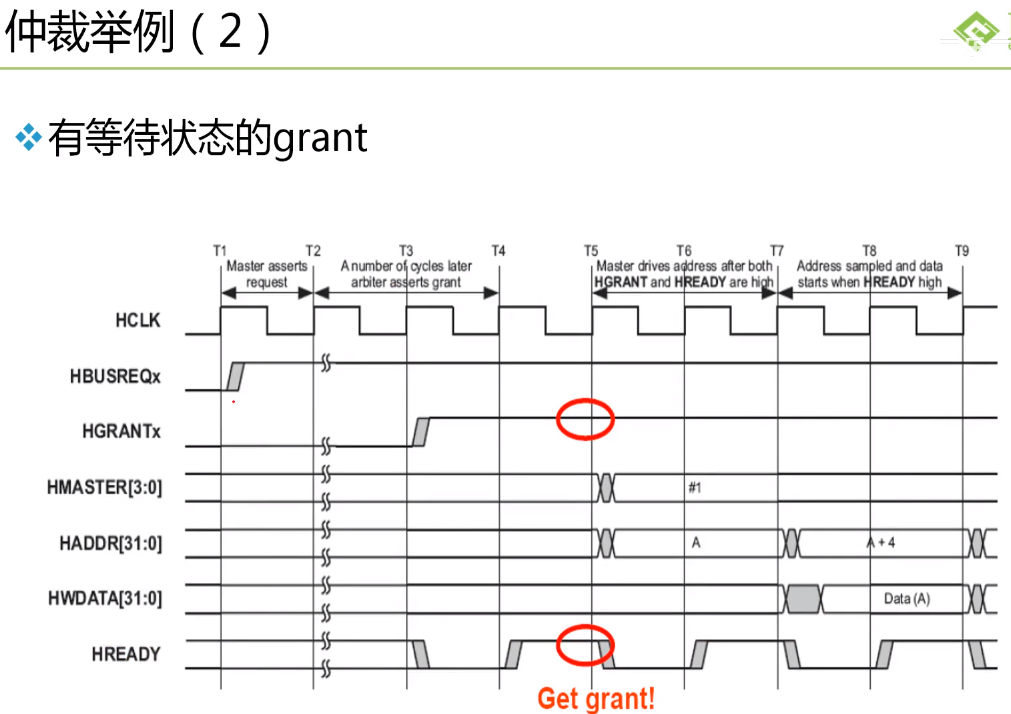 仲裁举例（2）
❖有等待状态的grant
T1 T2 T3 T4 T5 T6 T7 T8 T9
Master asserts
request
A number of cycles later
arbiter asserts grant
Master drives address after both
HGRANT and HREADY are high
Address sampled and data
starts when HREADY high
HCLK
HBUSREQx
HGRANTx
HMASTER[3:0]
#1
HADDR[31:0]
A
A + 4
HWDATA[31:0]
Data (A)
HREADY
Get grant!